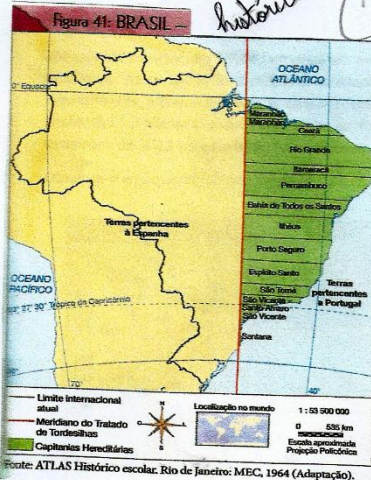 Figura 41: BRASIL –
OCEANO
ATLÂNTICO
0° Equador
Maranhão
Maranhão
Ceará
Rio Grande
Itamaracá
Pernambuco
Bahia de Todos os Santos
Ilhéus
Terras pertencentes
à Espanha
Porto Seguro
Espírito Santo
OCEANO
PACÍFICO
São Tomé
Terras
pertencentes
a Portugal
27' 30" Trópico de Capricórnio
São Vicente
Santo Amaro
São Vicente
Santana
70°
40°
Limite internacional
atual
Meridiano do Tratado
de Tordesilhas
Capitanias Hereditárias
N
Localização no mundo
1 : 53 500 000
0 535 km
Escala aproximada
Projeção Policônica
Fonte: ATLAS Histórico escolar. Rio de Janeiro: MEC, 1964 (Adaptação).